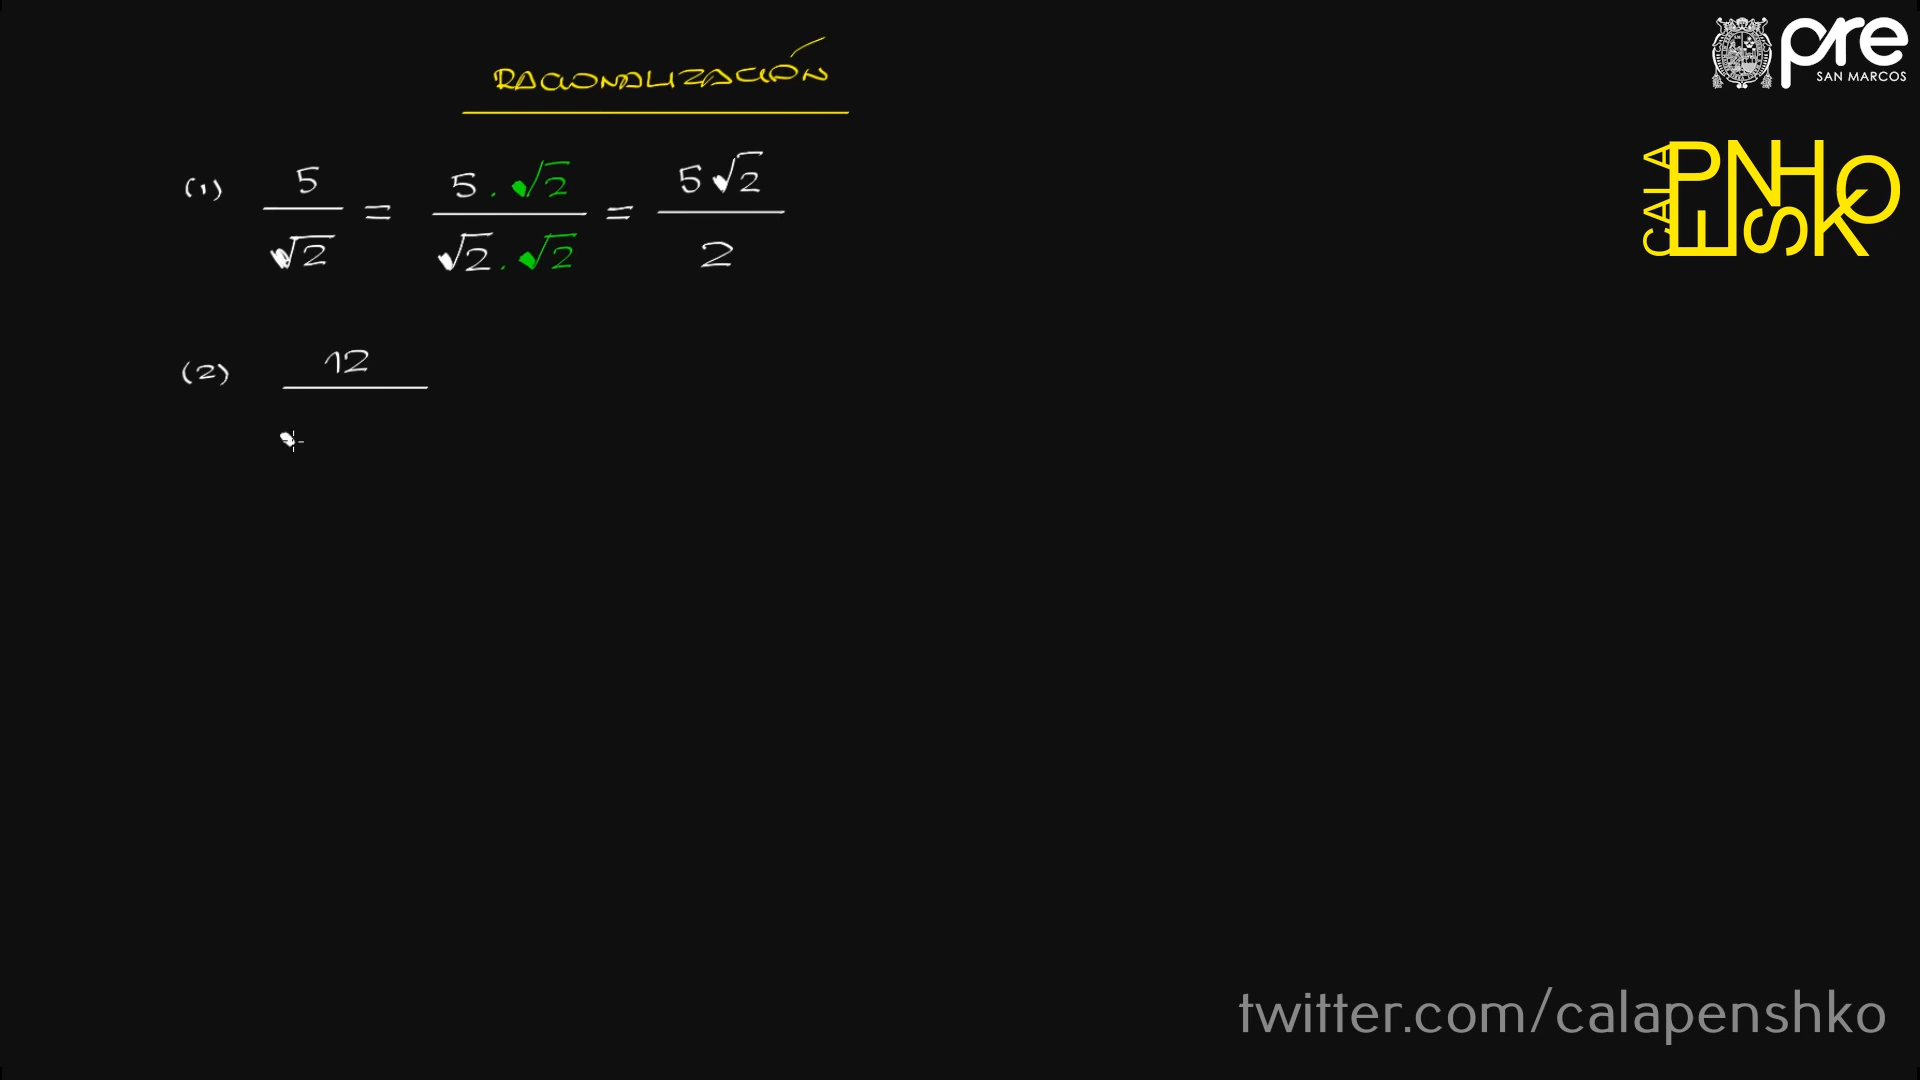 RACIONALIZACIÓN
pre
SAN MARCOS
CALA
PENSHKO
(1) 5/√2 = 5.√2/√2.√2 = 5√2/2
(2) 12
twitter.com/calapenshko